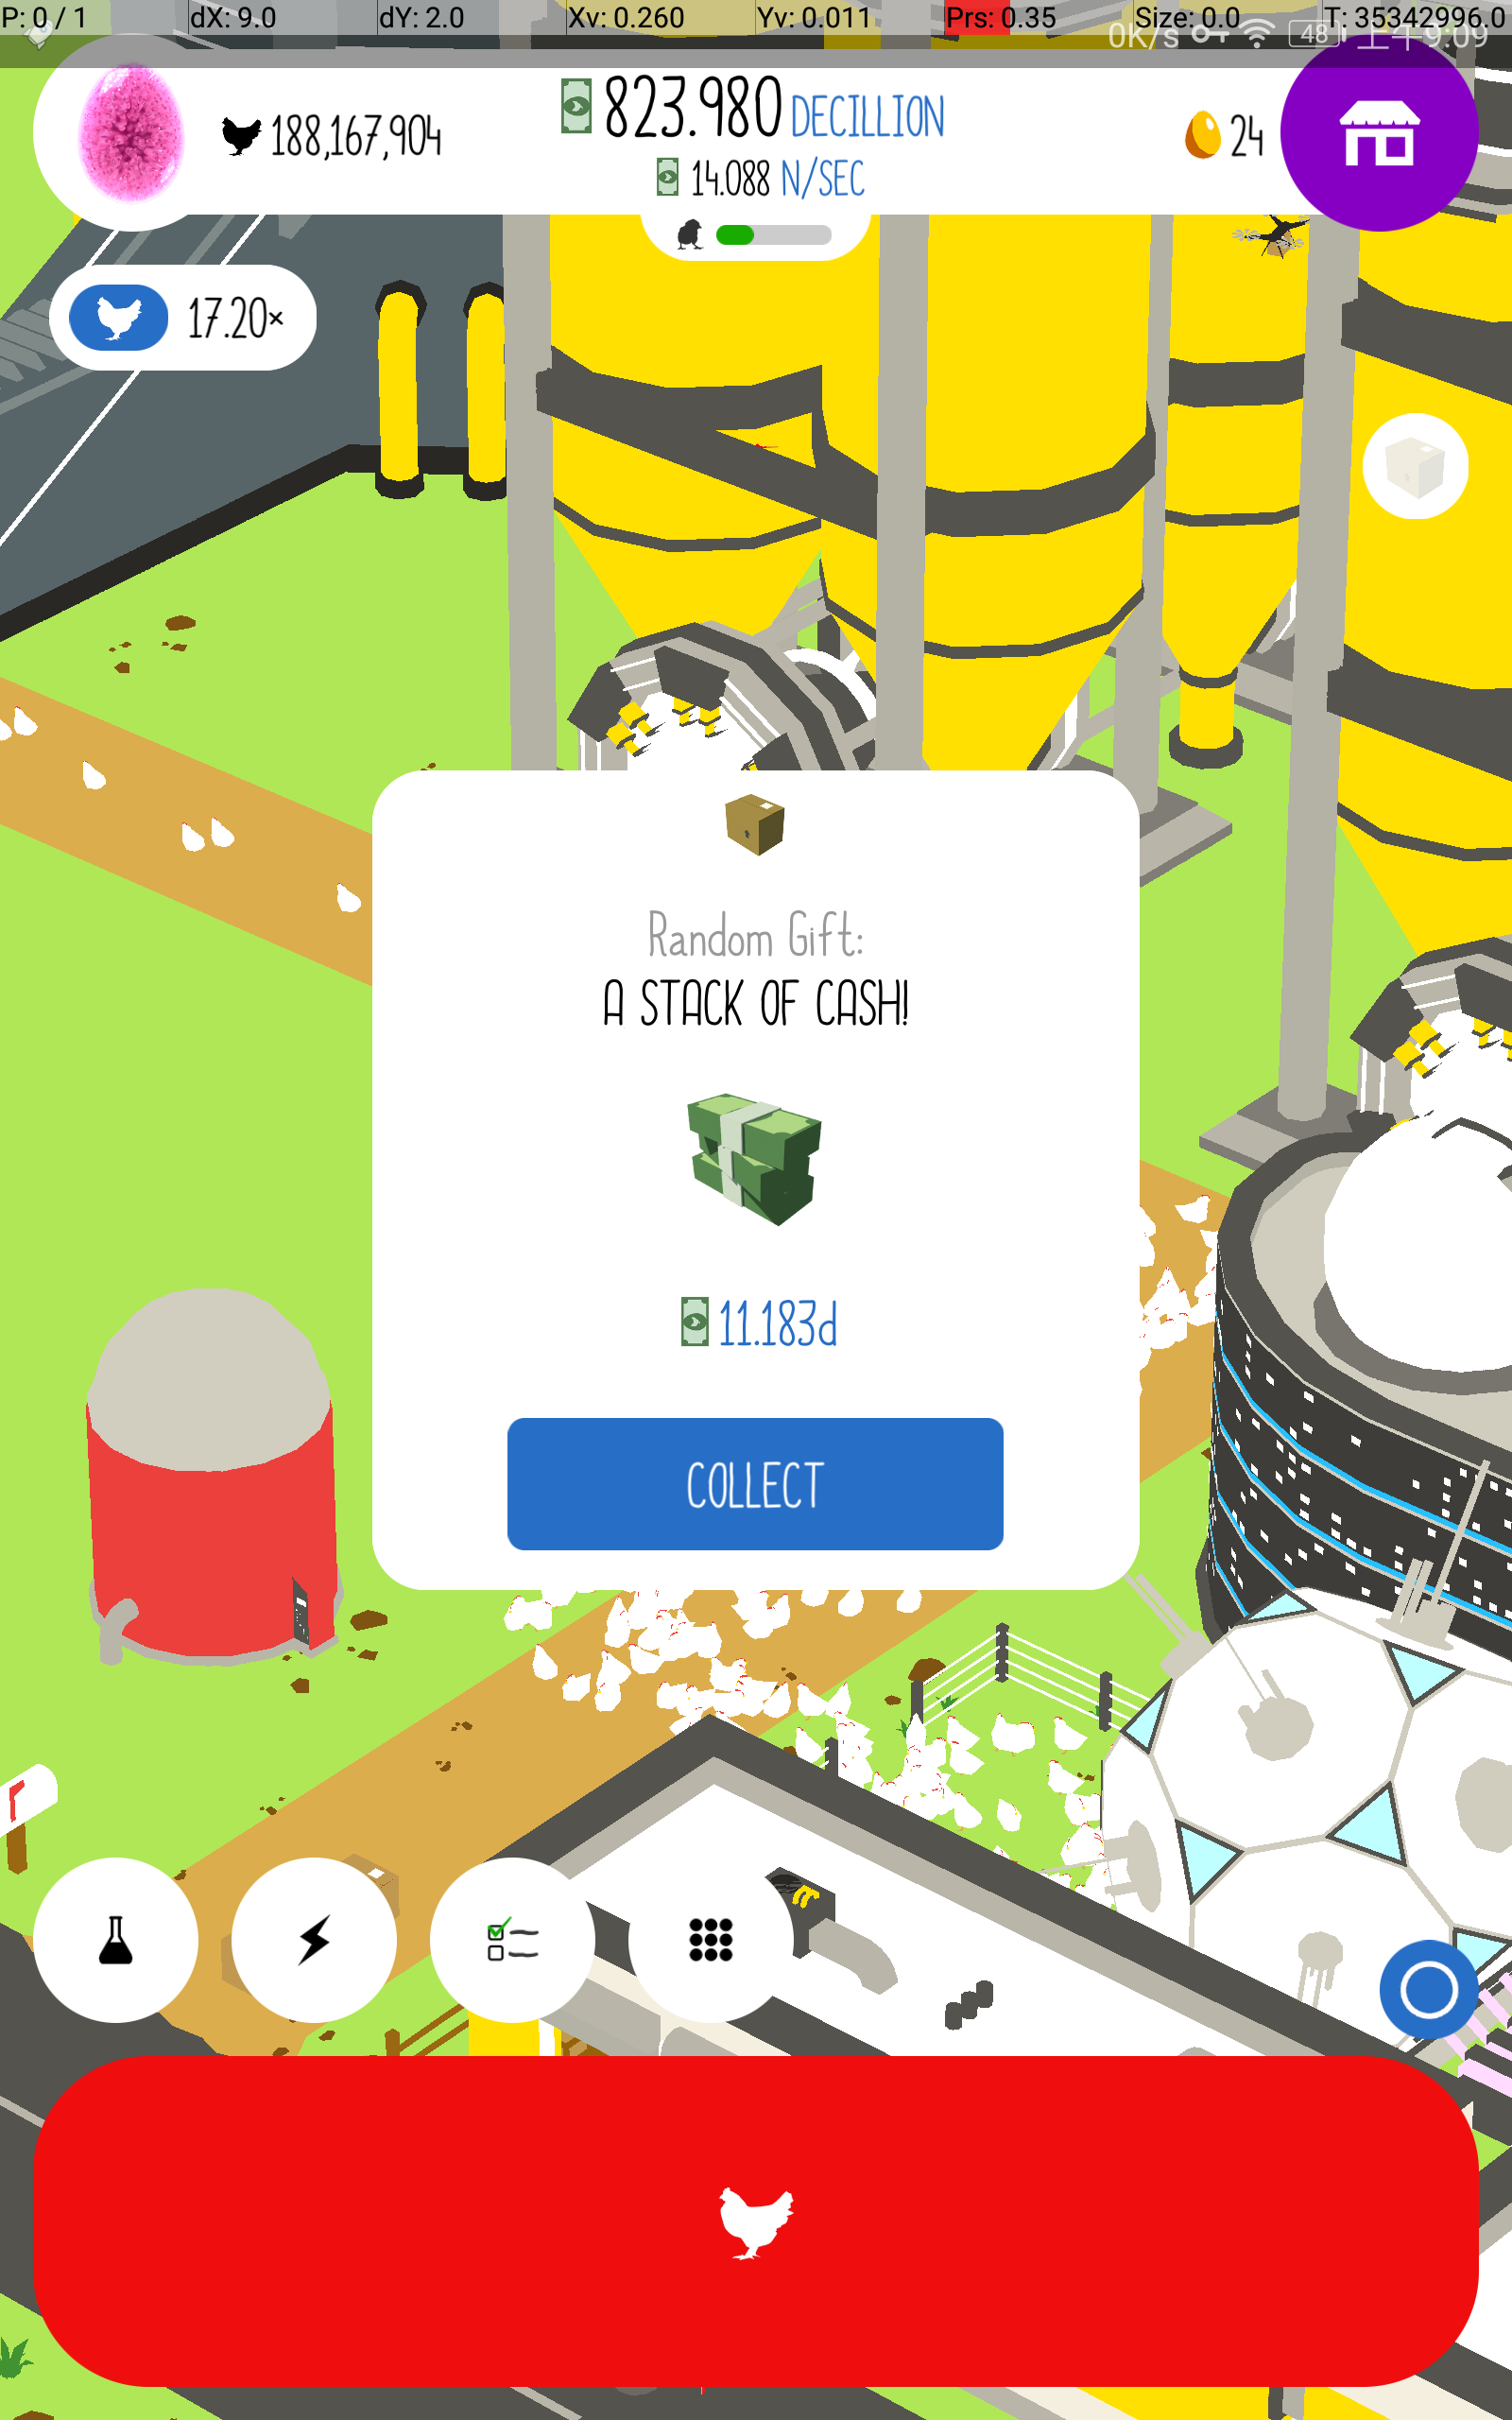 P: 0 / 1 dX: 9.0 dY: 2.0 Xv: 0.260 Yv: 0.011 Prs: 0.35 Size: 0.0 T: 35342996.0
0K/s 48 上午9:09
188,167,904
823.980 DECILLION
14.088 N/SEC
24
17.20×
Random Gift:
A STACK OF CASH!
11.183d
COLLECT